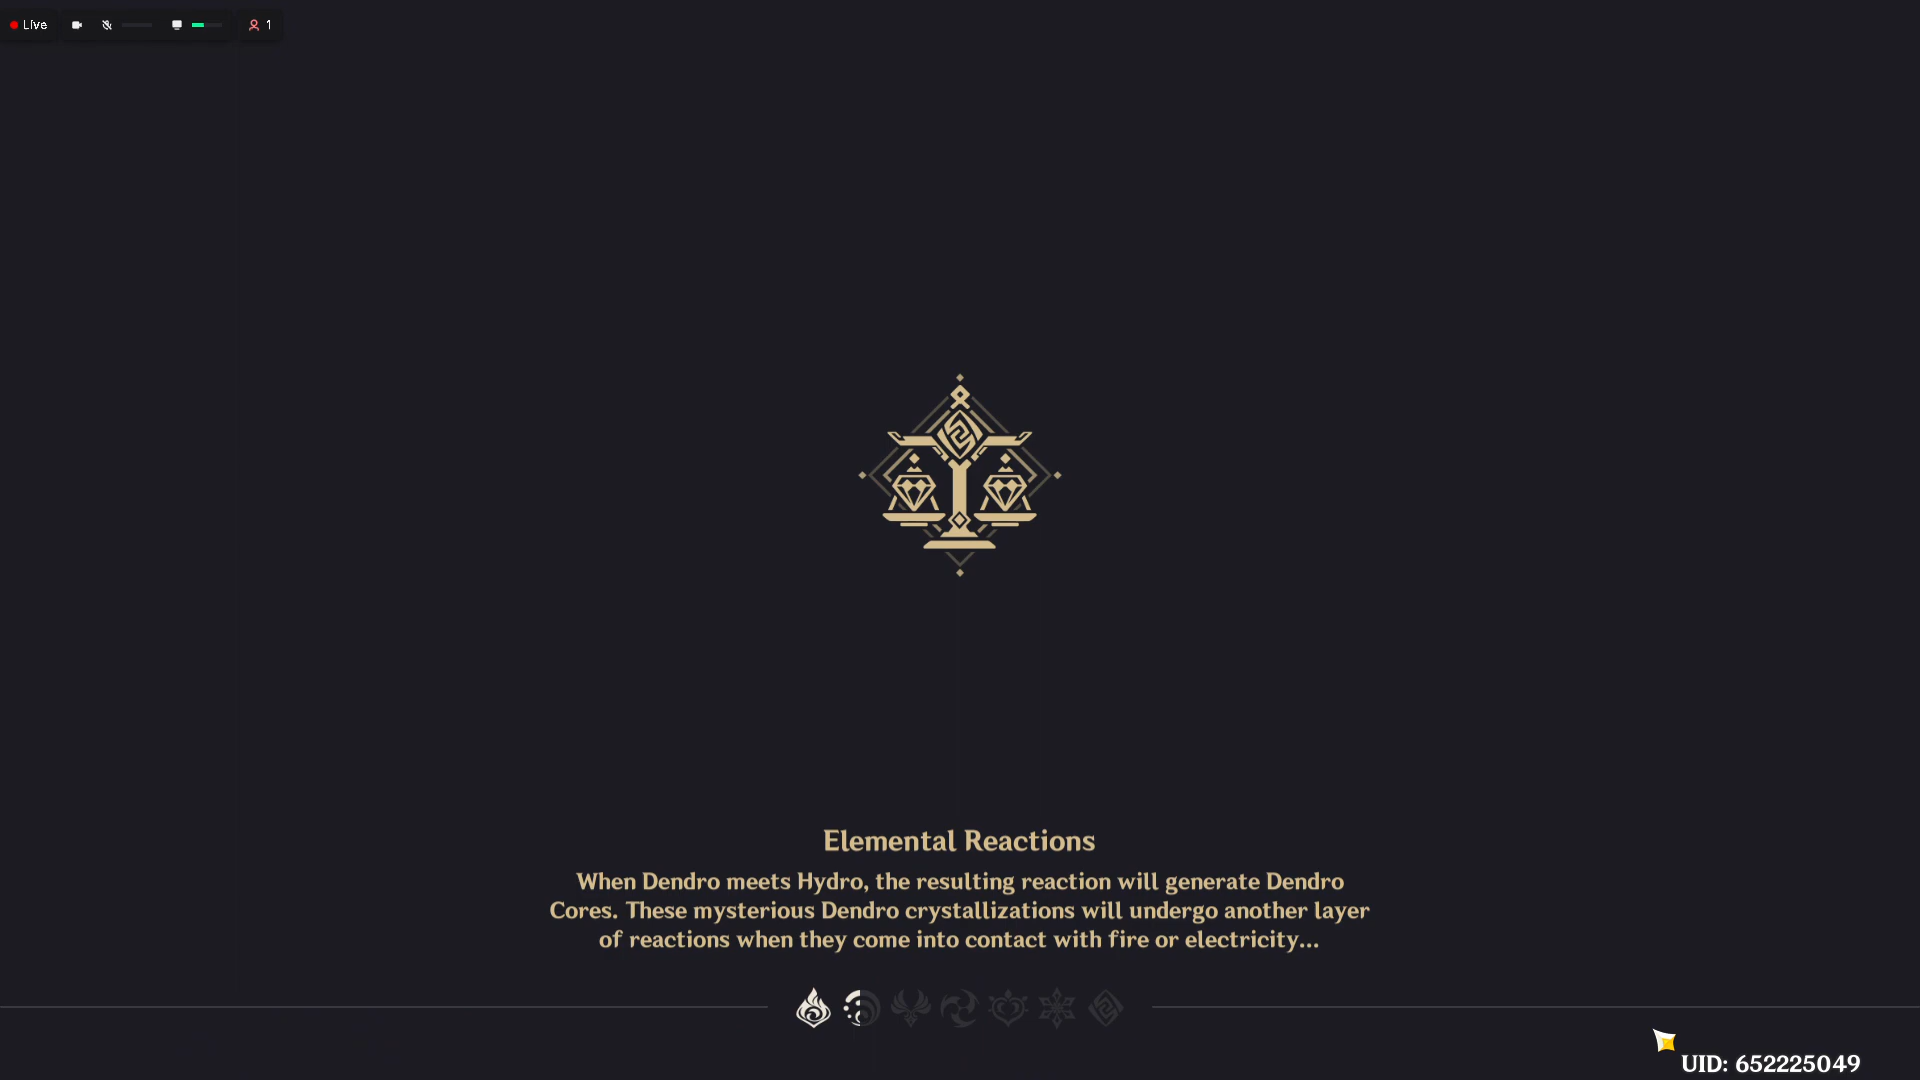 Live
1
Elemental Reactions
When Dendro meets Hydro, the resulting reaction will generate Dendro
Cores. These mysterious Dendro crystallizations will undergo another layer
of reactions when they come into contact with fire or electricity...
UID: 652225049